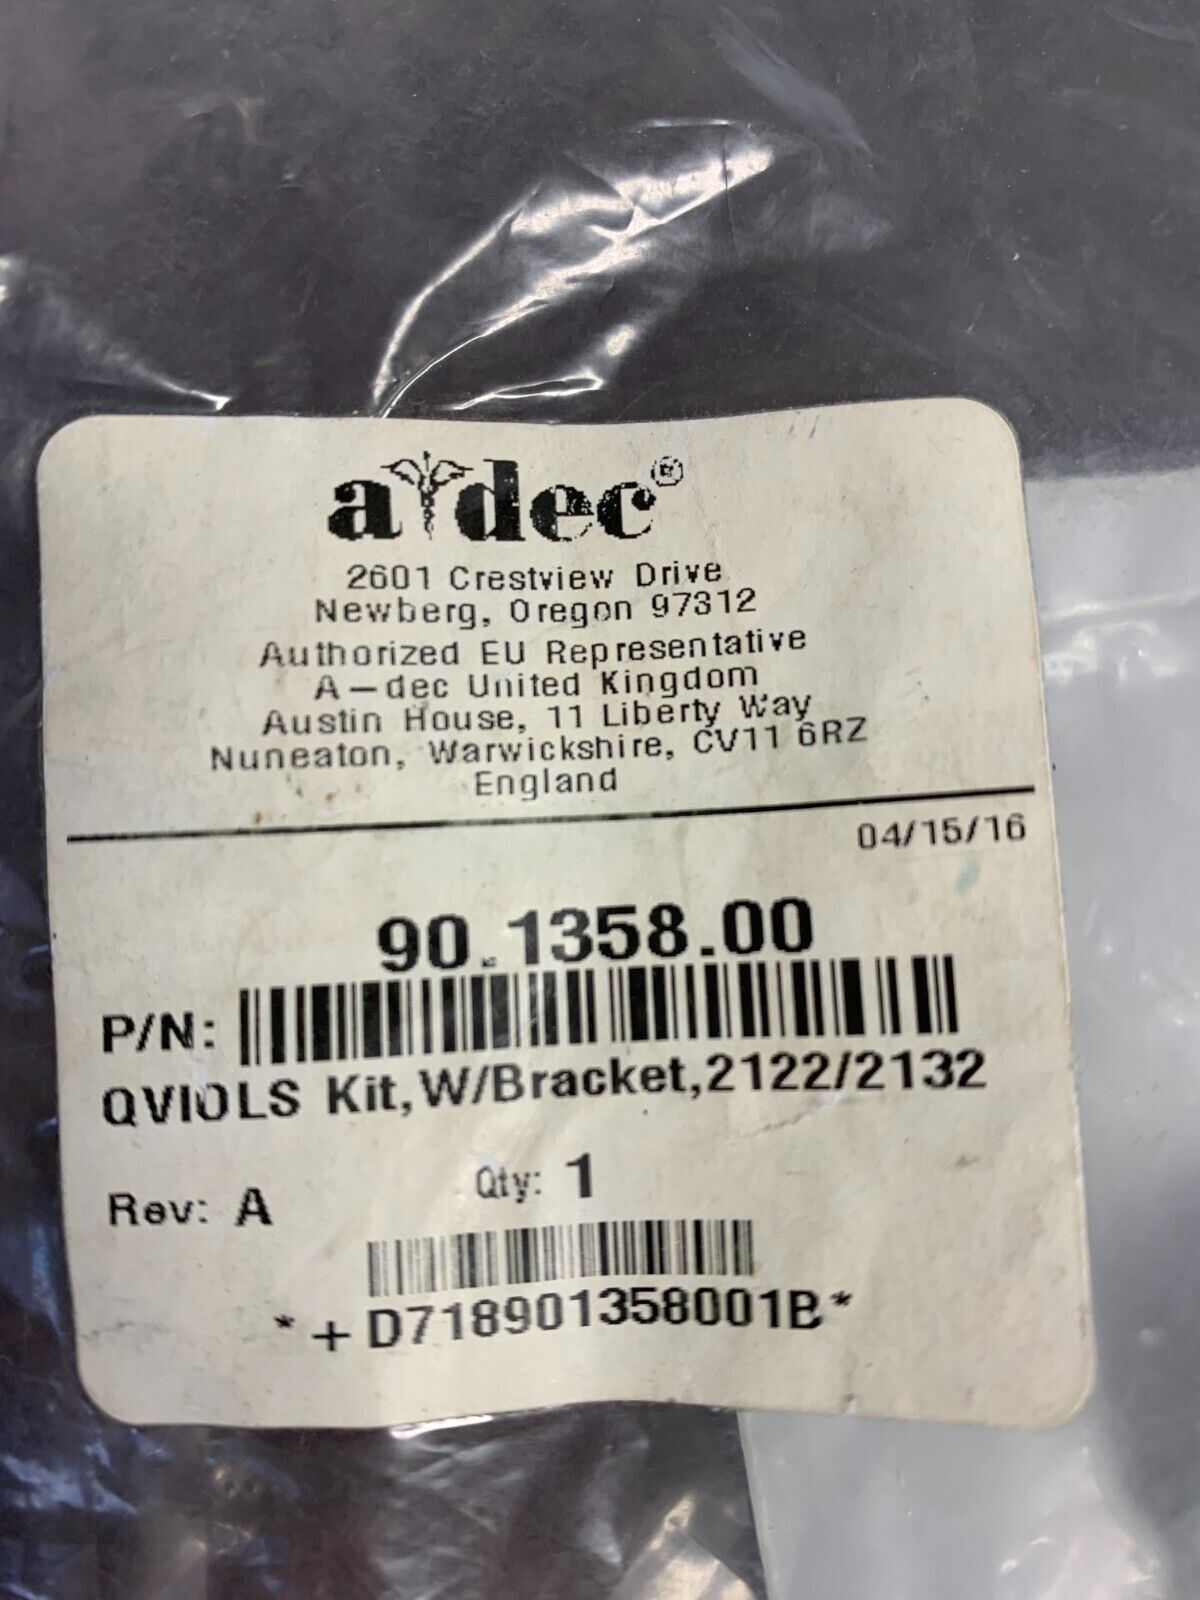 a dec®
2601 Crestview Drive
Newberg, Oregon 97312
Authorized EU Representative
A-dec United Kingdom
Austin House, 11 Liberty Way
Nuneaton, Warwickshire, CV11 6RZ
England
04/15/16
90.1358.00
P/N:
QVIOLS Kit,W/Bracket,2122/2132
Rev: A Qty: 1
*+D718901358001B*